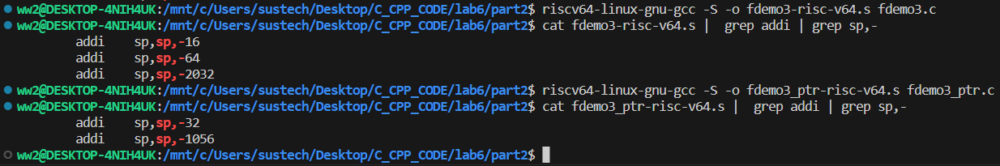 ww2@DESKTOP-4NIH4UK:/mnt/c/Users/sustech/Desktop/C_CPP_CODE/lab6/part2$ riscv64-linux-gnu-gcc -S -o fdemo3-risc-v64.s fdemo3.c
ww2@DESKTOP-4NIH4UK:/mnt/c/Users/sustech/Desktop/C_CPP_CODE/lab6/part2$ cat fdemo3-risc-v64.s |  grep addi | grep sp,-
        addi    sp,sp,-16
        addi    sp,sp,-64
        addi    sp,sp,-2032
ww2@DESKTOP-4NIH4UK:/mnt/c/Users/sustech/Desktop/C_CPP_CODE/lab6/part2$ riscv64-linux-gnu-gcc -S -o fdemo3_ptr-risc-v64.s fdemo3_ptr.c
ww2@DESKTOP-4NIH4UK:/mnt/c/Users/sustech/Desktop/C_CPP_CODE/lab6/part2$ cat fdemo3_ptr-risc-v64.s |  grep addi | grep sp,-
        addi    sp,sp,-32
        addi    sp,sp,-1056
ww2@DESKTOP-4NIH4UK:/mnt/c/Users/sustech/Desktop/C_CPP_CODE/lab6/part2$